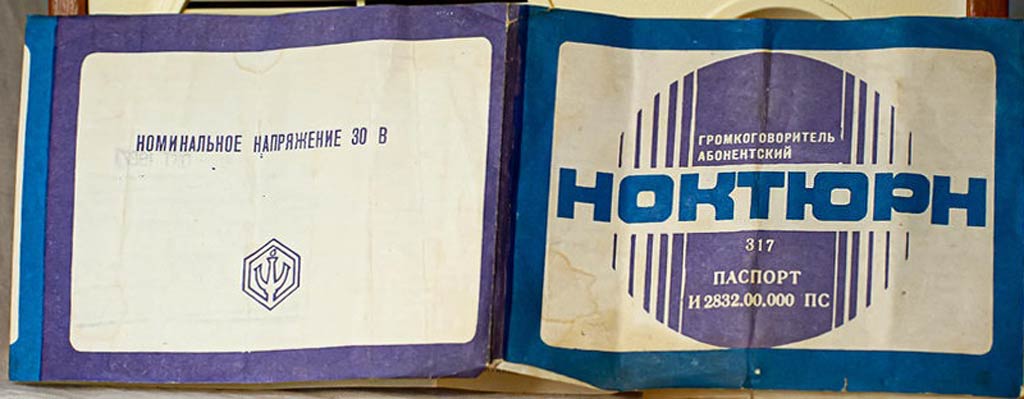 НОМИНАЛЬНОЕ НАПРЯЖЕНИЕ 30 В
ГРОМКОГОВОРИТЕЛЬ
АБОНЕНТСКИЙ
НОКТЮРН
317
ПАСПОРТ
И 2832.00.000 ПС